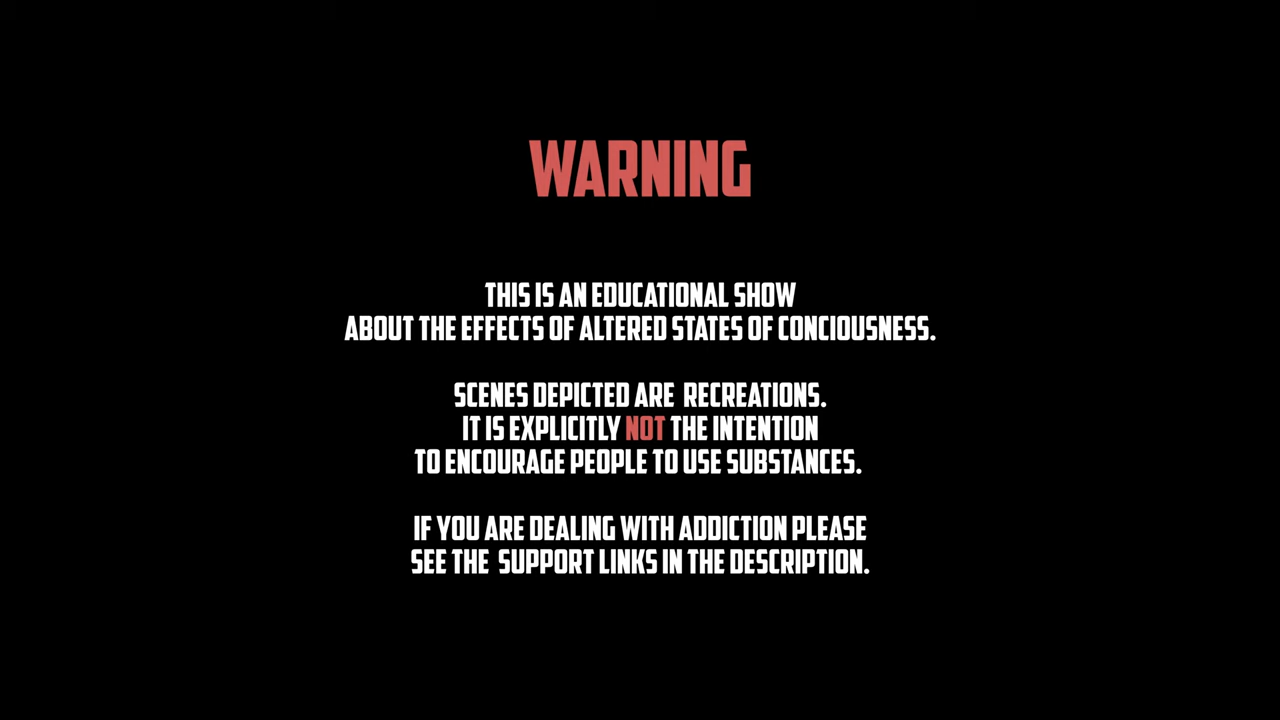 WARNING
THIS IS AN EDUCATIONAL SHOW
ABOUT THE EFFECTS OF ALTERED STATES OF CONCIOUSNESS.
SCENES DEPICTED ARE RECREATIONS.
IT IS EXPLICITLY NOT THE INTENTION
TO ENCOURAGE PEOPLE TO USE SUBSTANCES.
IF YOU ARE DEALING WITH ADDICTION PLEASE
SEE THE SUPPORT LINKS IN THE DESCRIPTION.